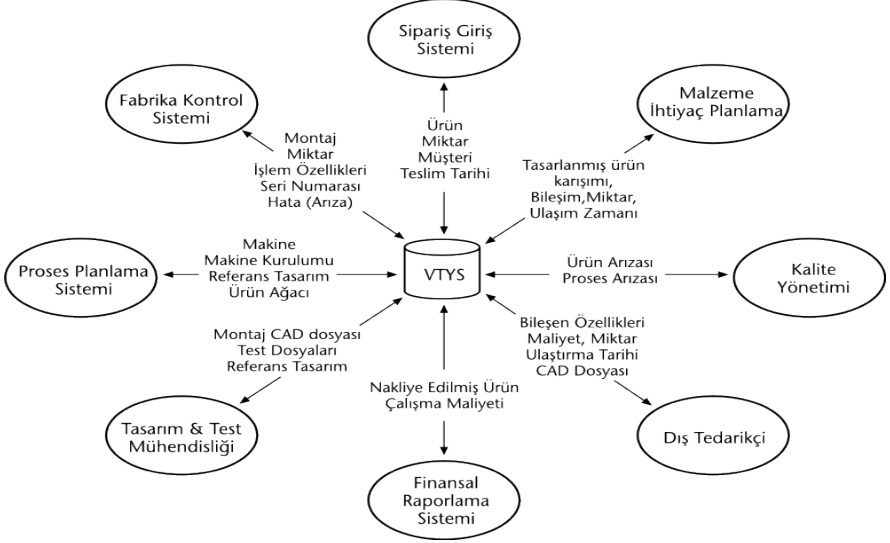 Sipariş Giriş
Sistemi
Fabrika Kontrol
Sistemi
Malzeme
İhtiyaç Planlama
Montaj
Miktar
İşlem Özellikleri
Seri Numarası
Hata (Arıza)
Ürün
Miktar
Müşteri
Teslim Tarihi
Tasarlanmış ürün
karışımı,
Bileşim,Miktar,
Ulaşım Zamanı
Proses Planlama
Sistemi
Makine
Makine Kurulumu
Referans Tasarım
Ürün Ağacı
VTYS
Ürün Arızası
Proses Arızası
Kalite
Yönetimi
Montaj CAD dosyası
Test Dosyaları
Referans Tasarım
Nakliye Edilmiş Ürün
Çalışma Maliyeti
Bileşen Özellikleri
Maliyet, Miktar
Ulaştırma Tarihi
CAD Dosyası
Tasarım & Test
Mühendisliği
Dış Tedarikçi
Finansal
Raporlama
Sistemi